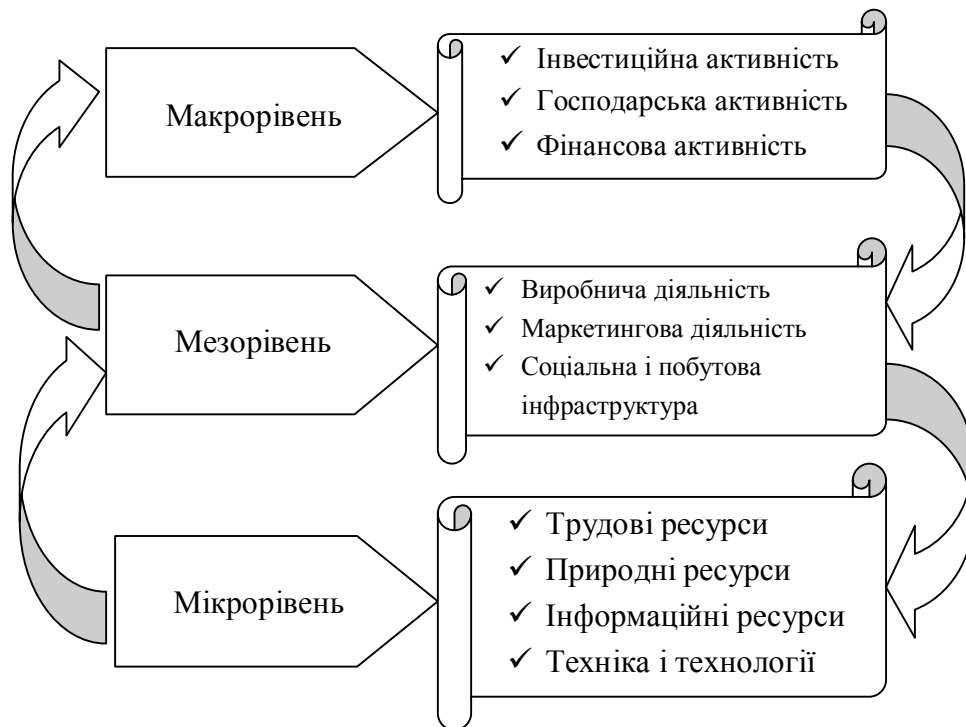 Макрорівень
✓ Інвестиційна активність
✓ Господарська активність
✓ Фінансова активність
Мезорівень
✓ Виробнича діяльність
✓ Маркетингова діяльність
✓ Соціальна і побутова
інфраструктура
Мікрорівень
✓ Трудові ресурси
✓ Природні ресурси
✓ Інформаційні ресурси
✓ Техніка і технології